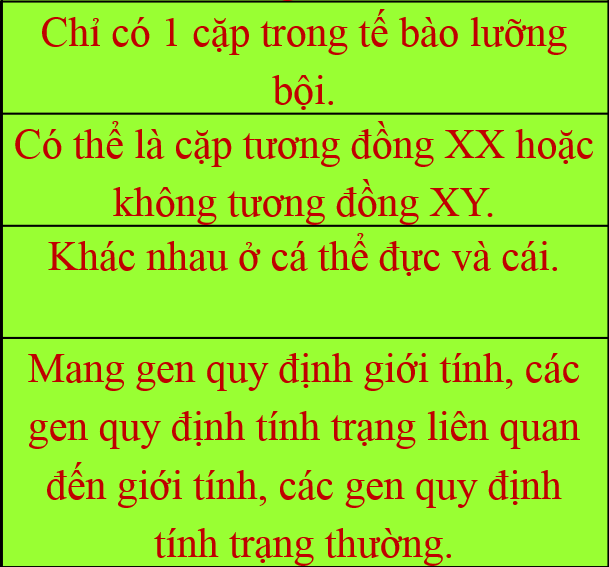 Chỉ có 1 cặp trong tế bào lưỡng
bội.
Có thể là cặp tương đồng XX hoặc
không tương đồng XY.
Khác nhau ở cá thể đực và cái.
Mang gen quy định giới tính, các
gen quy định tính trạng liên quan
đến giới tính, các gen quy định
tính trạng thường.